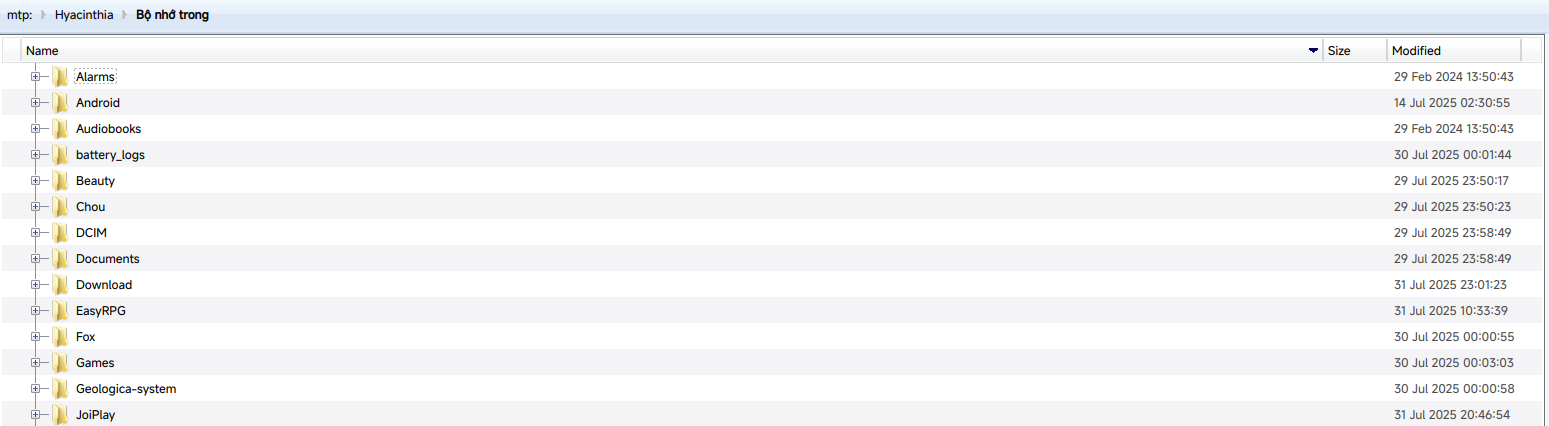 mtp: Hyacinthia Bộ nhớ trong
Name Size Modified
Alarms 29 Feb 2024 13:50:43
Android 14 Jul 2025 02:30:55
Audiobooks 29 Feb 2024 13:50:43
battery_logs 30 Jul 2025 00:01:44
Beauty 29 Jul 2025 23:50:17
Chou 29 Jul 2025 23:50:23
DCIM 29 Jul 2025 23:58:49
Documents 29 Jul 2025 23:58:49
Download 31 Jul 2025 23:01:23
EasyRPG 31 Jul 2025 10:33:39
Fox 30 Jul 2025 00:00:55
Games 30 Jul 2025 00:03:03
Geologica-system 30 Jul 2025 00:00:58
JoiPlay 31 Jul 2025 20:46:54